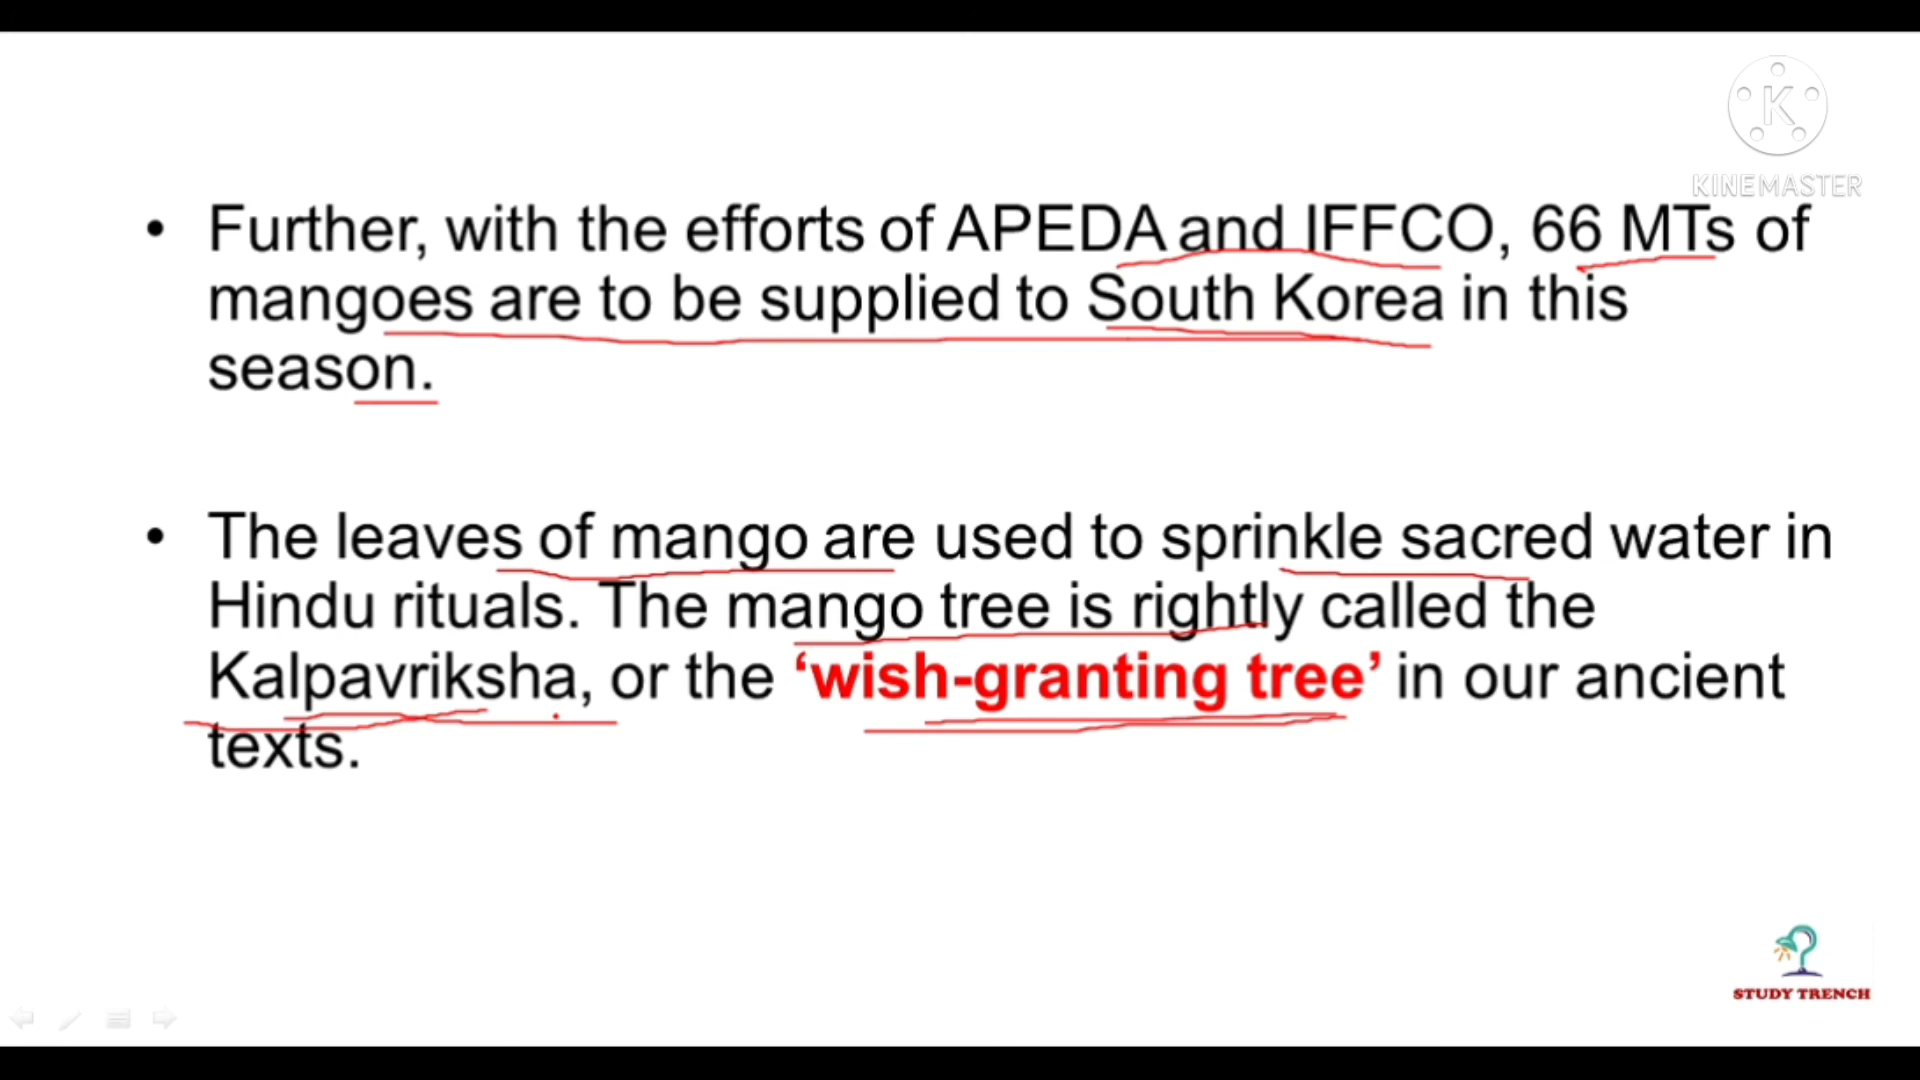 K
KINEMASTER
• Further, with the efforts of APEDA and IFFCO, 66 MTs of
mangoes are to be supplied to South Korea in this
season.
• The leaves of mango are used to sprinkle sacred water in
Hindu rituals. The mango tree is rightly called the
Kalpavriksha, or the ‘wish-granting tree’ in our ancient
texts.
STUDY TRENCH